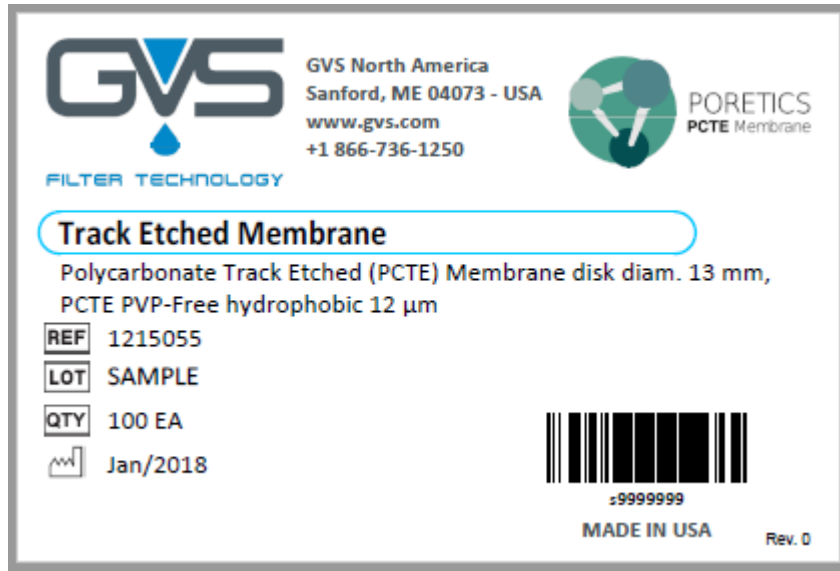 GVS
FILTER TECHNOLOGY
GVS North America
Sanford, ME 04073 - USA
www.gvs.com
+1 866-736-1250
PORETICS
PCTE Membrane
Track Etched Membrane
Polycarbonate Track Etched (PCTE) Membrane disk diam. 13 mm,
PCTE PVP-Free hydrophobic 12 µm
REF 1215055
LOT SAMPLE
QTY 100 EA
Jan/2018
s9999999
MADE IN USA
Rev. 0